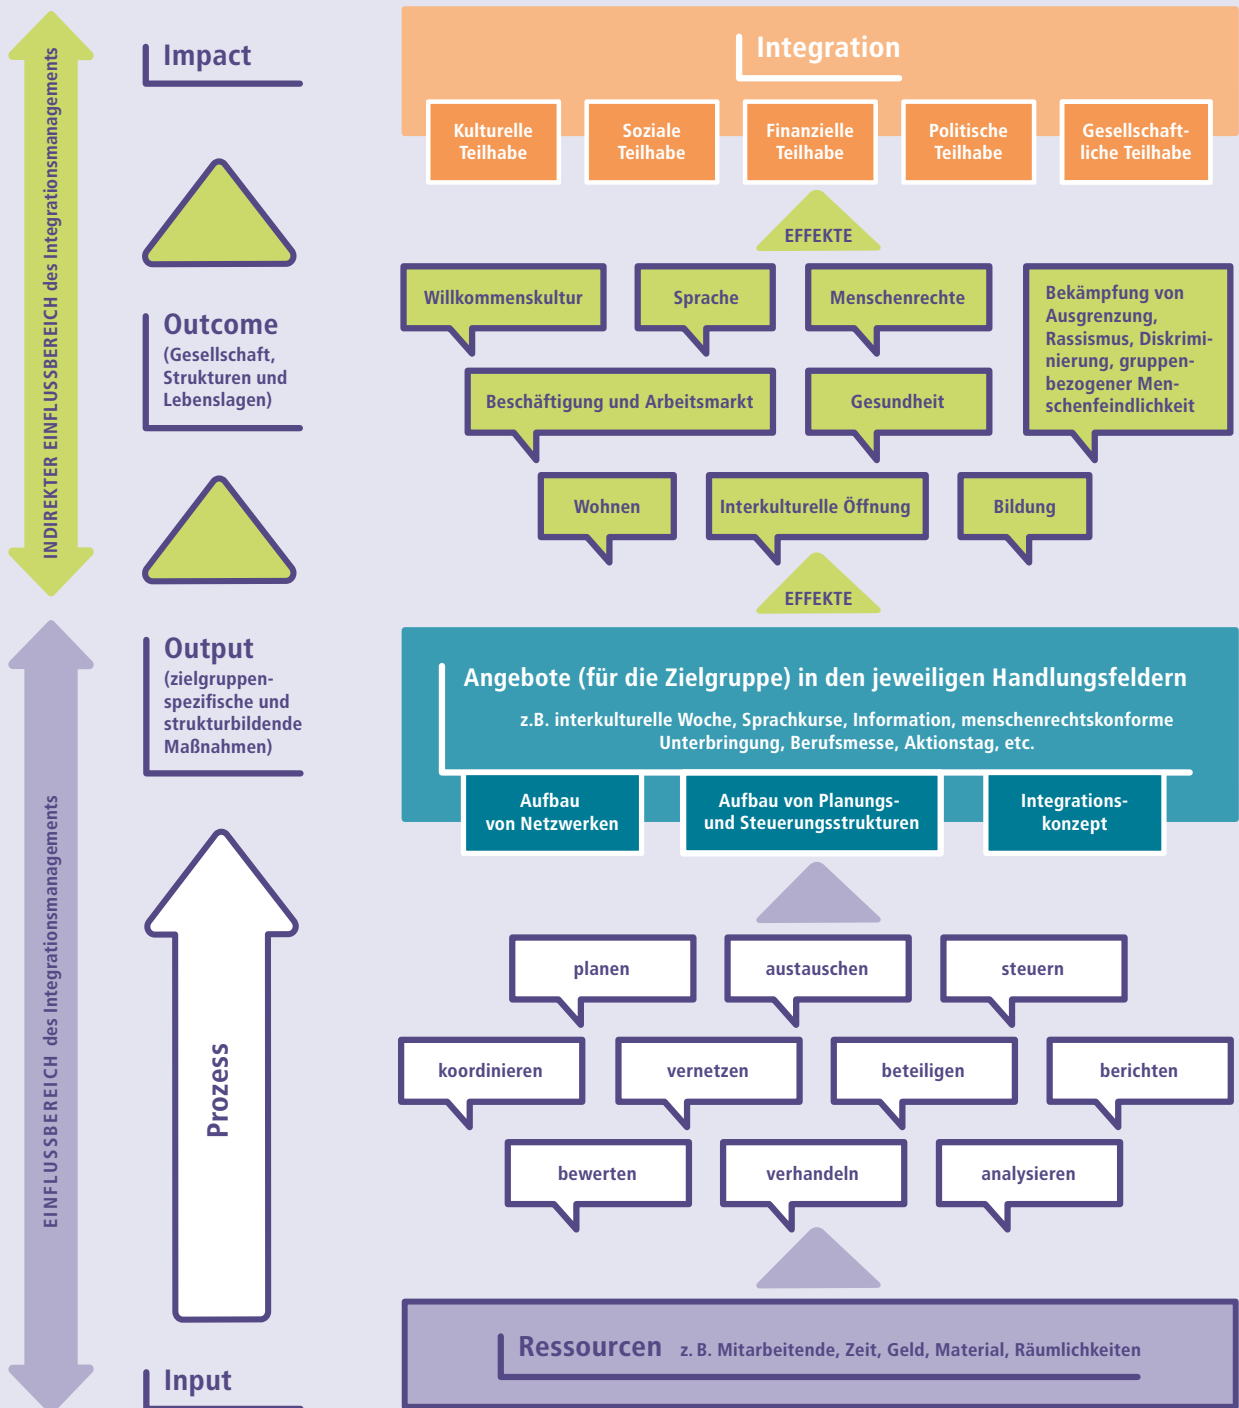 INDIREKTER EINFLUSSBEREICH des Integrationsmanagements
Impact
Integration
Kulturelle
Teilhabe
Soziale
Teilhabe
Finanzielle
Teilhabe
Politische
Teilhabe
Gesellschaft-
liche Teilhabe
EFFEKTE
Outcome
(Gesellschaft,
Strukturen und
Lebenslagen)
Willkommenskultur
Sprache
Menschenrechte
Bekämpfung von
Ausgrenzung,
Rassismus, Diskrimi-
nierung, gruppen-
bezogener Men-
schenfeindlichkeit
Beschäftigung und Arbeitsmarkt
Gesundheit
Wohnen
Interkulturelle Öffnung
Bildung
EFFEKTE
EINFLUSSBEREICH des Integrationsmanagements
Output
(zielgruppen-
spezifische und
strukturbildende
Maßnahmen)
Angebote (für die Zielgruppe) in den jeweiligen Handlungsfeldern
z.B. interkulturelle Woche, Sprachkurse, Information, menschenrechtskonforme
Unterbringung, Berufsmesse, Aktionstag, etc.
Aufbau
von Netzwerken
Aufbau von Planungs-
und Steuerungsstrukturen
Integrations-
konzept
Prozess
planen
austauschen
steuern
koordinieren
vernetzen
beteiligen
berichten
bewerten
verhandeln
analysieren
Input
Ressourcen z. B. Mitarbeitende, Zeit, Geld, Material, Räumlichkeiten